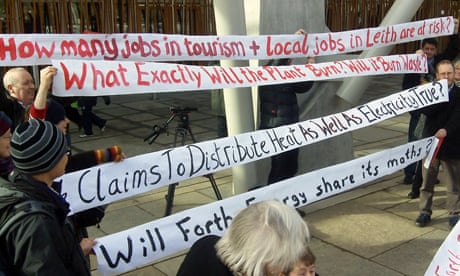 How many jobs in tourism + local jobs in Leith are at risk?
What Exactly Will the Plant Burn? Will it Burn Waste?
Claims To Distribute Heat As Well As Electricity True?
Will Forth Energy share its maths?